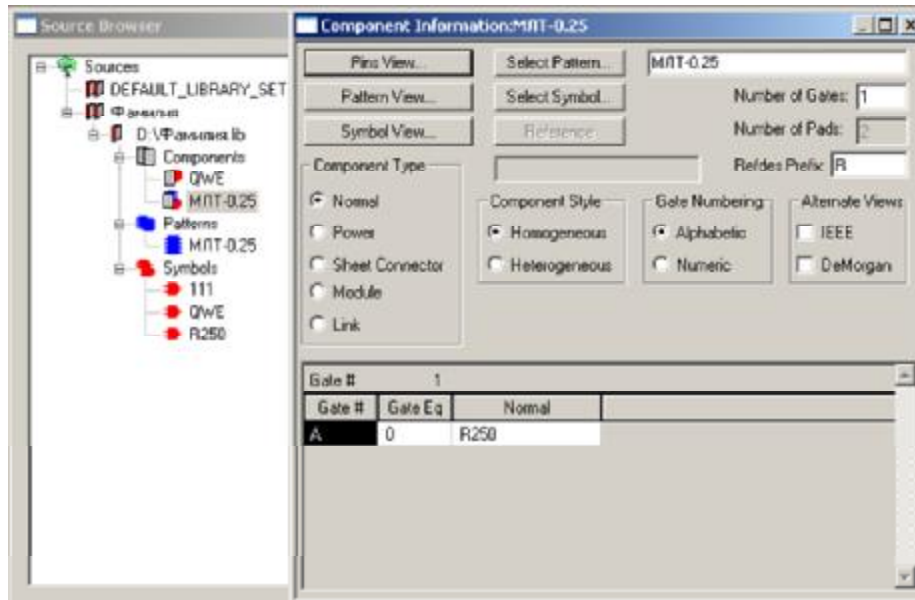 Source Browser
Sources
DEFAULT_LIBRARY_SET
Фамилия
D:\Фамилия.lib
Components
QWE
МЛТ-0.25
Patterns
МЛТ-0.25
Symbols
111
QWE
R250
Component Information:МЛТ-0.25
Pins View...
Select Pattern...
МЛТ-0.25
Pattern View...
Select Symbol...
Number of Gates: 1
Symbol View...
Reference
Number of Pads: 2
Component Type
Refdes Prefix: R
Normal
Power
Sheet Connector
Module
Link
Component Style
Homogeneous
Heterogeneous
Gate Numbering
Alphabetic
Numeric
Alternate Views
IEEE
DeMorgan
Gate # 1
Gate # Gate Eq Normal
A 0 R250